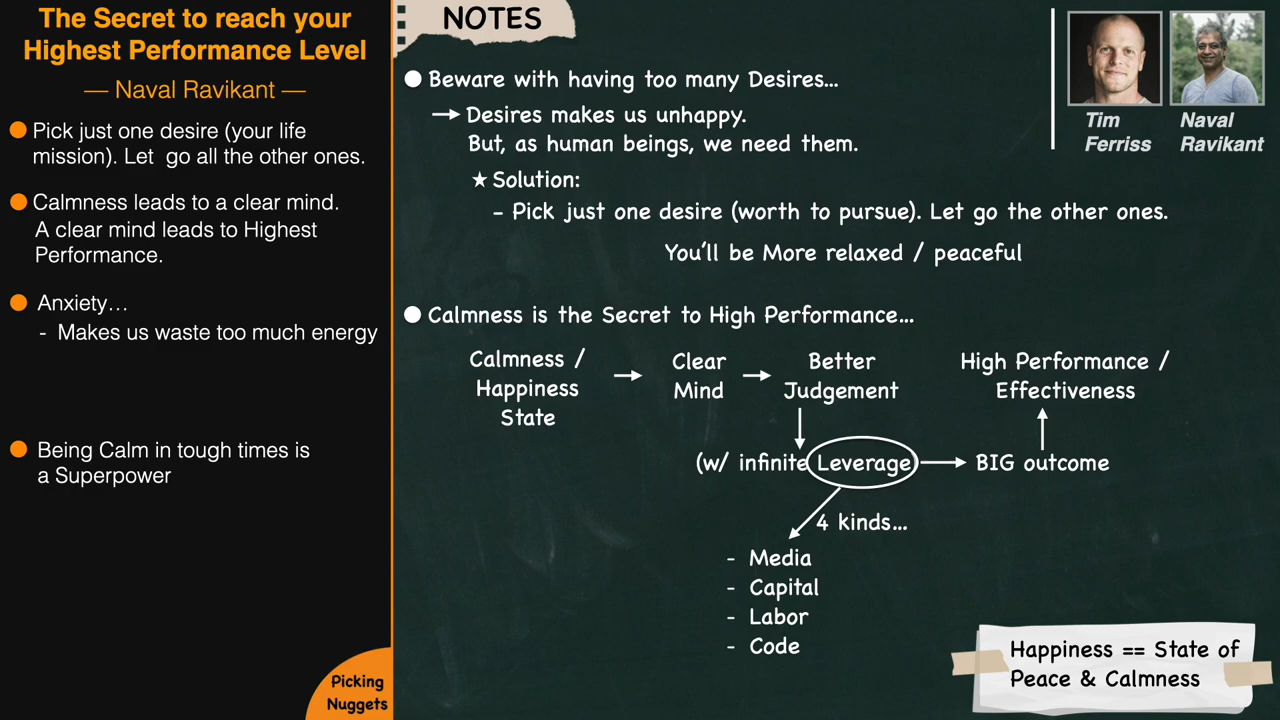 The Secret to reach your
Highest Performance Level
— Naval Ravikant —
Pick just one desire (your life
mission). Let go all the other ones.
Calmness leads to a clear mind.
A clear mind leads to Highest
Performance.
Anxiety...
- Makes us waste too much energy
Being Calm in tough times is
a Superpower
Picking
Nuggets
NOTES
Beware with having too many Desires...
→ Desires makes us unhappy.
But, as human beings, we need them.
★ Solution:
- Pick just one desire (worth to pursue). Let go the other ones.
You'll be More relaxed / peaceful
Calmness is the Secret to High Performance...
Calmness /
Happiness
State
Clear
Mind
Better
Judgement
(w/ infinite Leverage
BIG outcome
High Performance /
Effectiveness
4 kinds...
- Media
- Capital
- Labor
- Code
Tim
Ferriss
Naval
Ravikant
Happiness == State of
Peace & Calmness